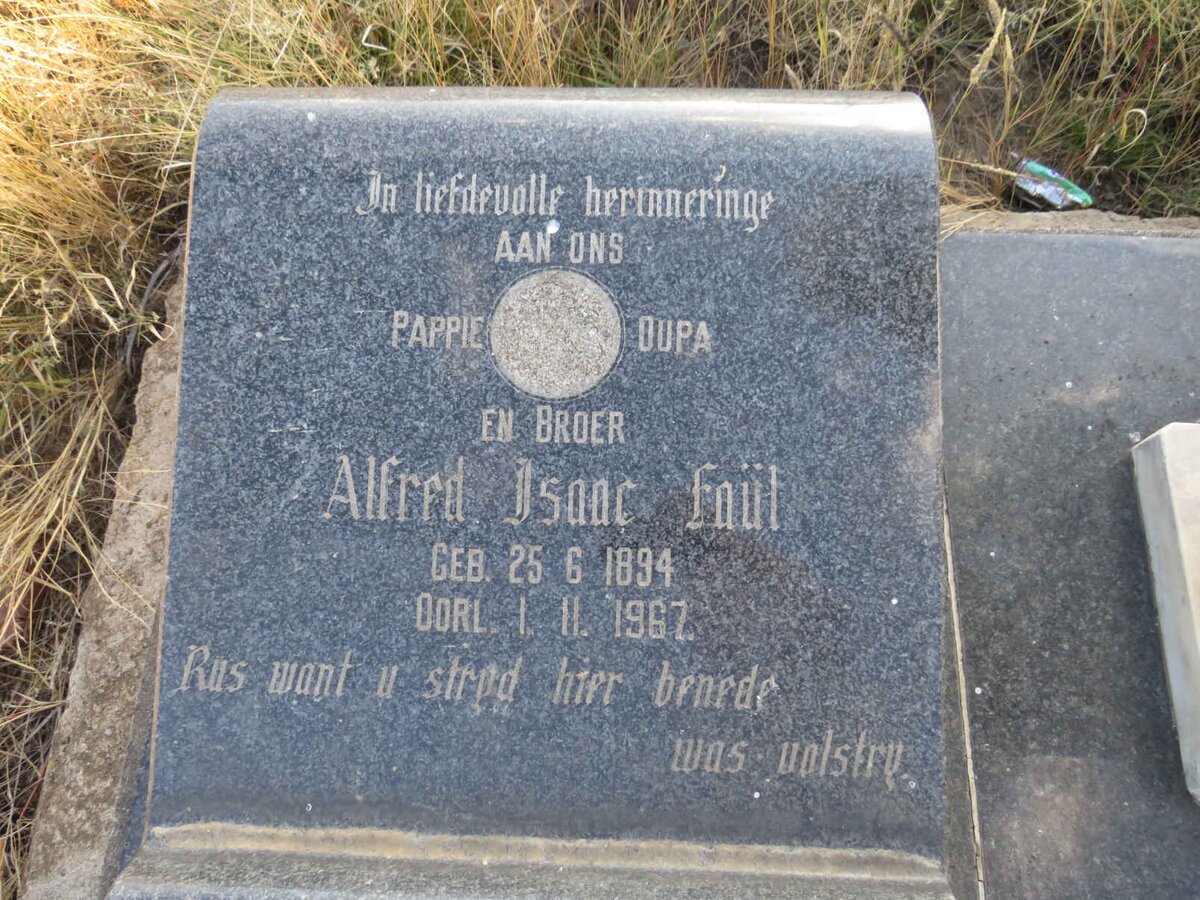 In liefdevolle herinneringe
AAN ONS
PAPPIE OUPA
EN BROER
Alfred Isaac Faül
GEB. 25 6 1894
OORL. 1. 11. 1967.
Rus want u stryd hier benede
was volstry.